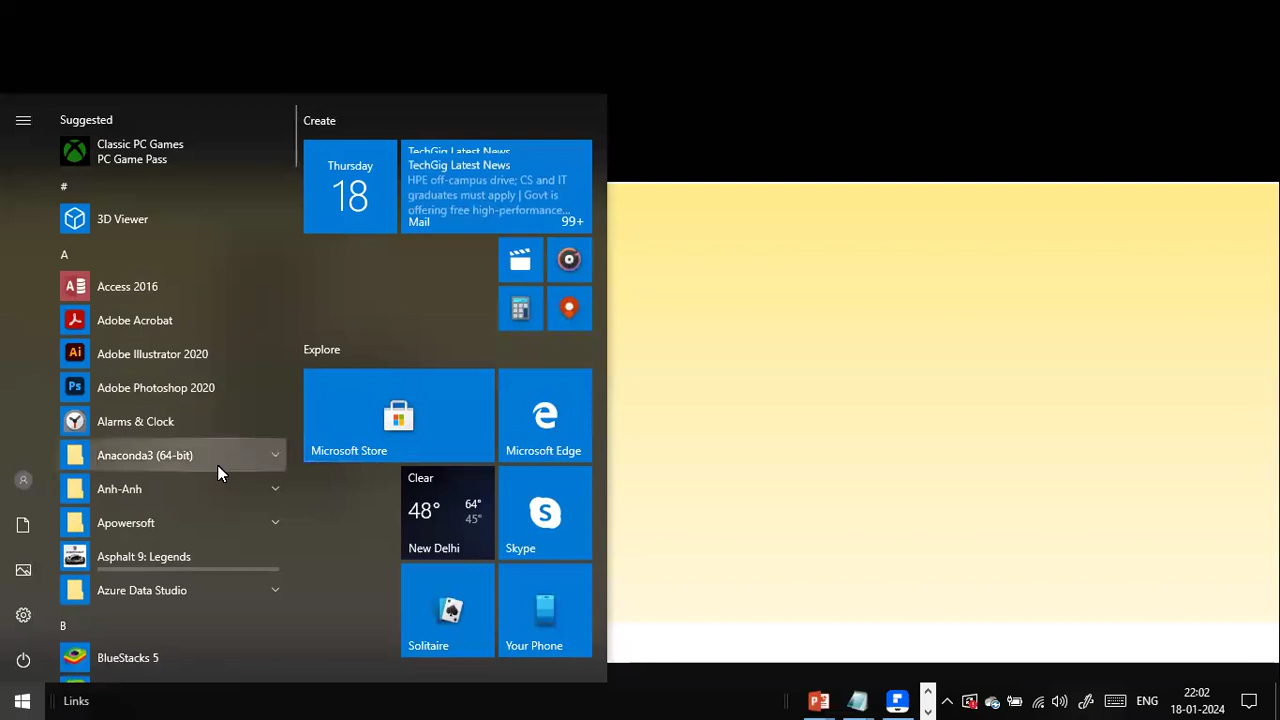 Suggested
Classic PC Games
PC Game Pass
#
3D Viewer
A
Access 2016
Adobe Acrobat
Adobe Illustrator 2020
Adobe Photoshop 2020
Alarms & Clock
Anaconda3 (64-bit)
Anh-Anh
Apowersoft
Asphalt 9: Legends
Azure Data Studio
B
BlueStacks 5
Create
Thursday
18
TechGig Latest News
TechGig Latest News
HPE off-campus drive; CS and IT
graduates must apply | Govt is
offering free high-performance...
Mail 99+
Explore
Microsoft Store
Microsoft Edge
Clear
48° 64°
45°
New Delhi
Skype
Solitaire
Your Phone
Links
ENG
22:02
18-01-2024